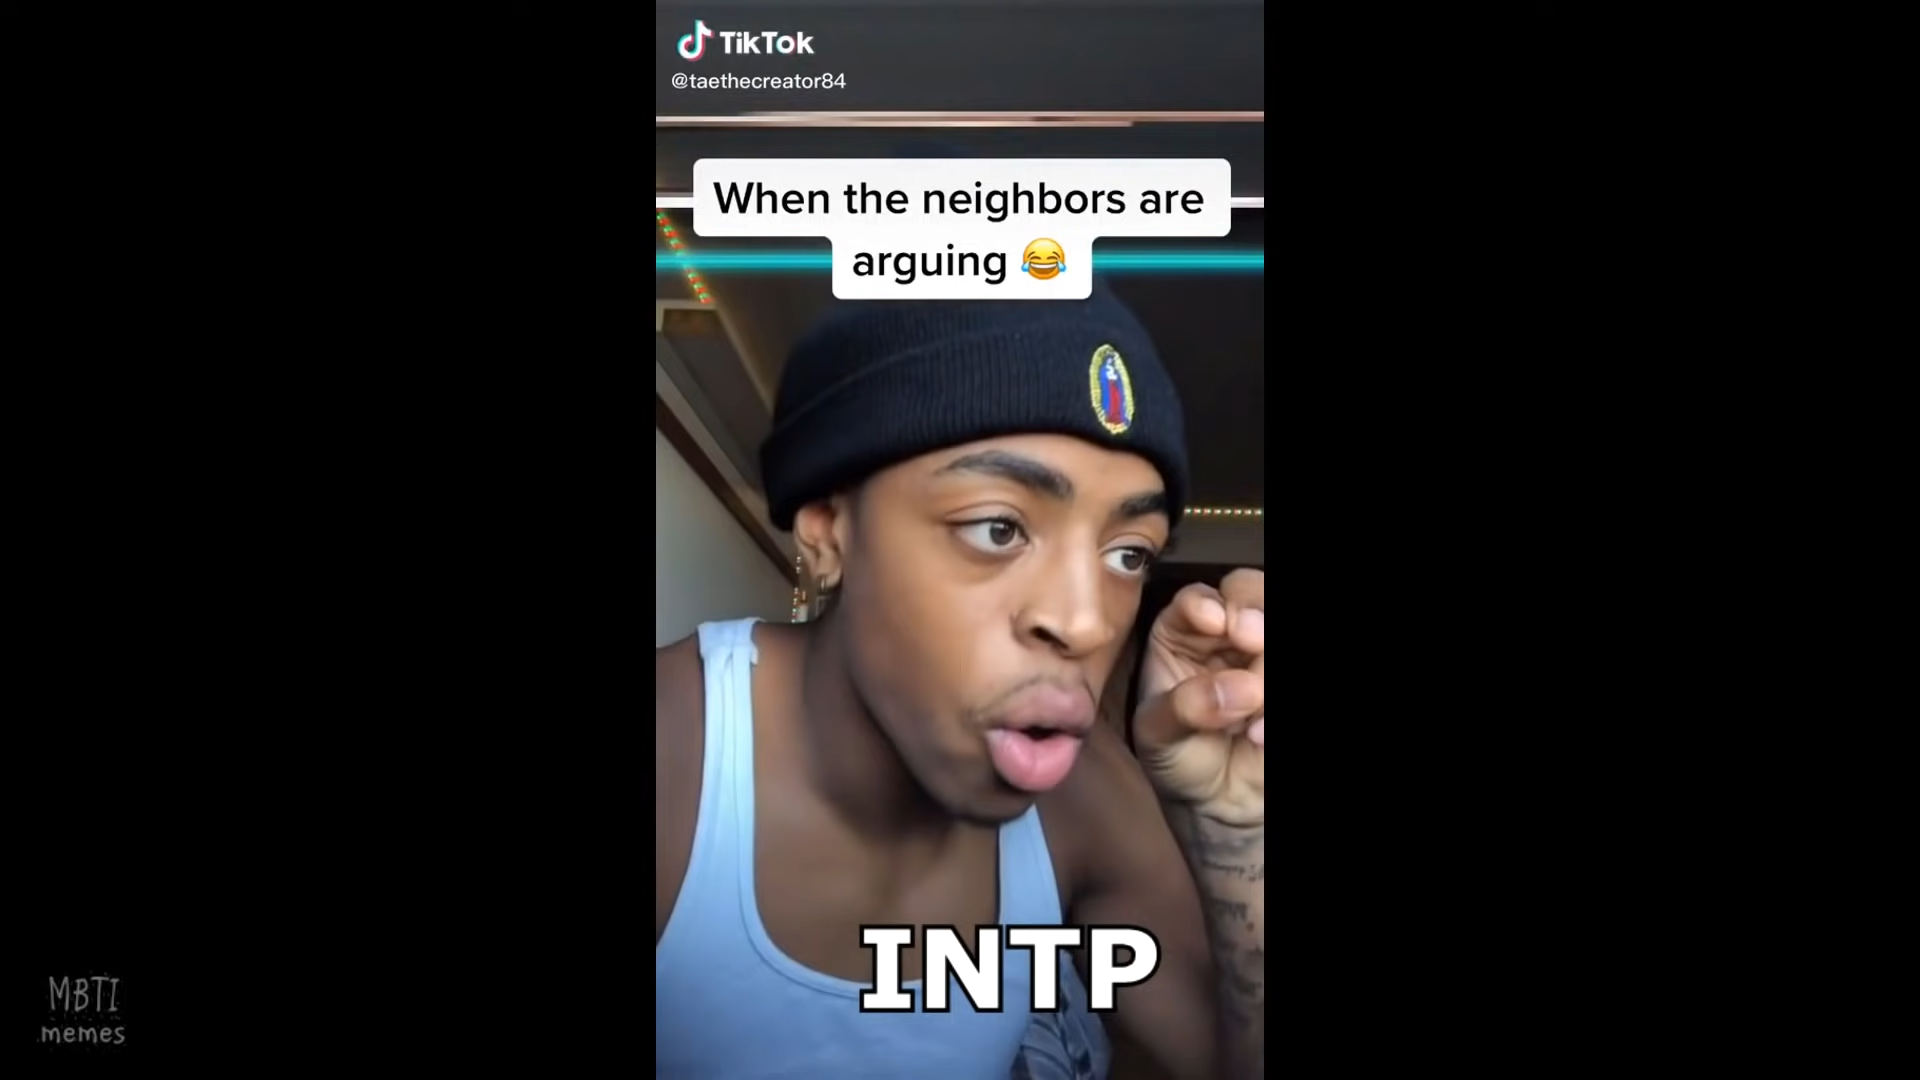 TikTok
@taethecreator84
When the neighbors are
arguing 😂
INTP
MBTI
memes